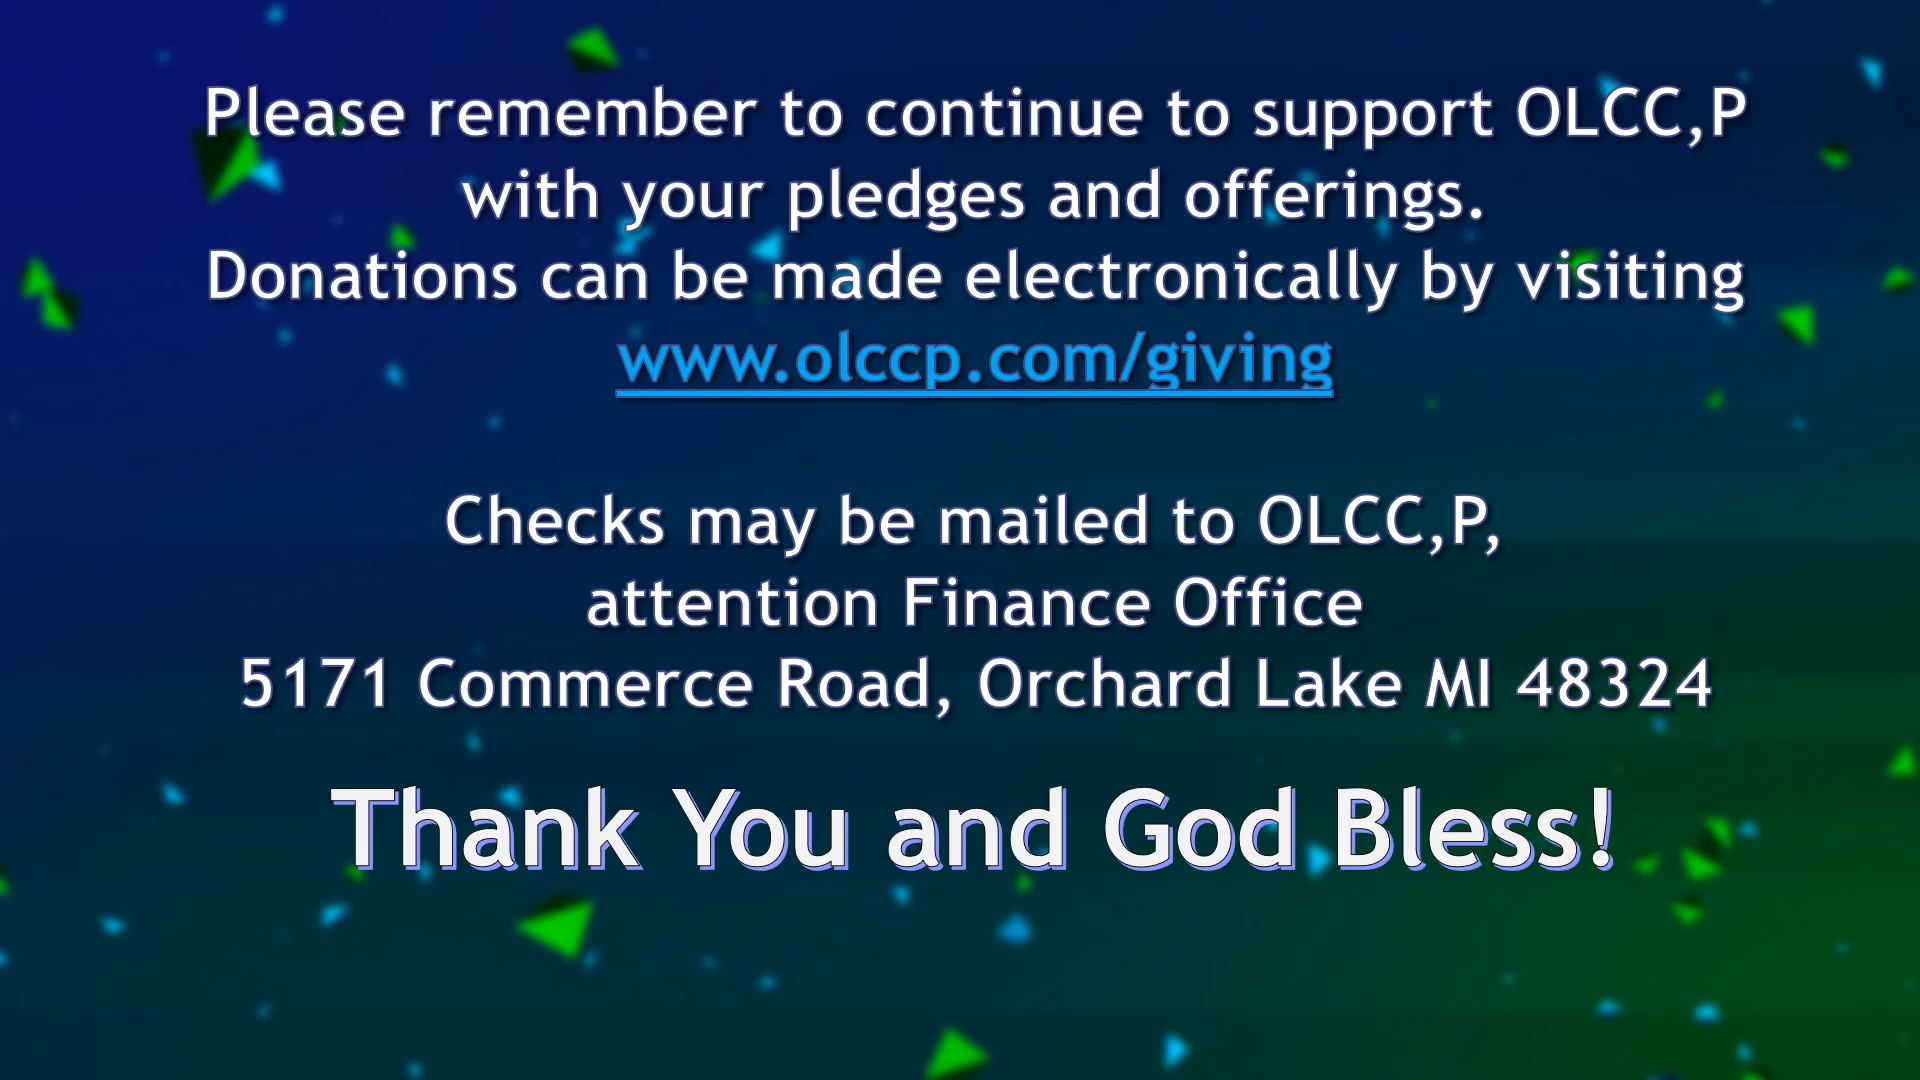 Please remember to continue to support OLCC,P
with your pledges and offerings.
Donations can be made electronically by visiting
www.olccp.com/giving
Checks may be mailed to OLCC,P,
attention Finance Office
5171 Commerce Road, Orchard Lake MI 48324
Thank You and God Bless!